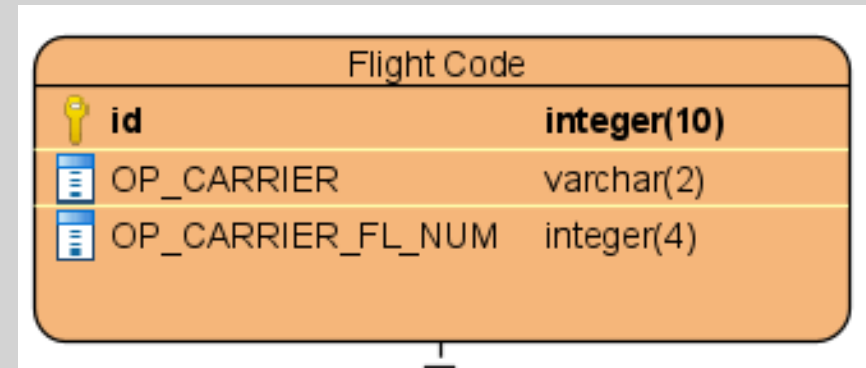 Flight Code
id integer(10)
OP_CARRIER varchar(2)
OP_CARRIER_FL_NUM integer(4)